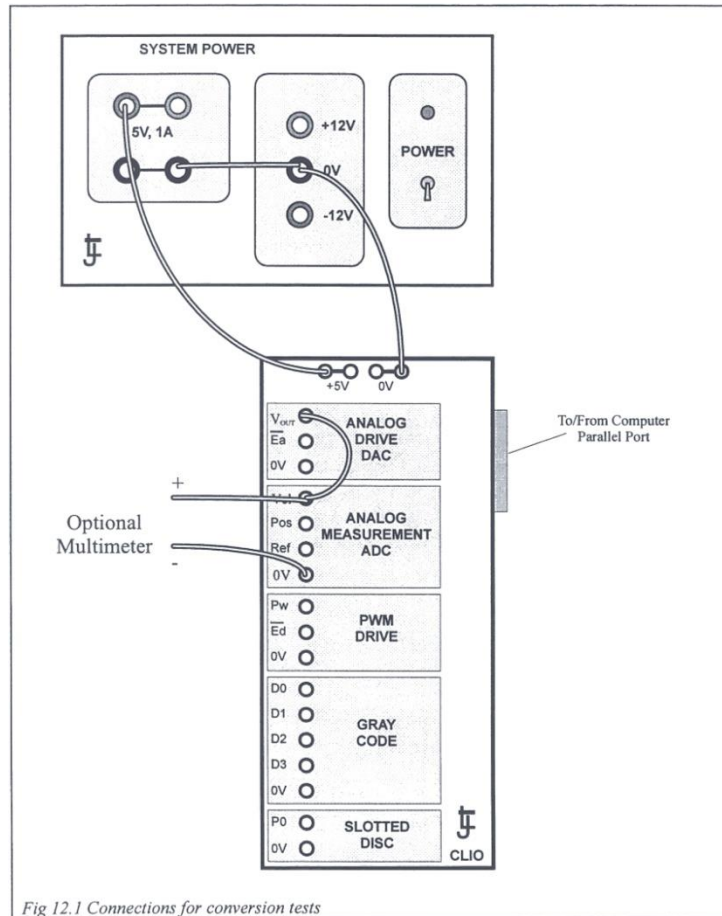 SYSTEM POWER
5V, 1A
+12V
0V
-12V
POWER
+5V
0V
VOUT
Ea
0V
ANALOG
DRIVE
DAC
To/From Computer
Parallel Port
+
Optional
Multimeter
-
Pos
Ref
0V
ANALOG
MEASUREMENT
ADC
Pw
Ed
0V
PWM
DRIVE
D0
D1
D2
D3
0V
GRAY
CODE
P0
0V
SLOTTED
DISC
CLIO
Fig 12.1 Connections for conversion tests